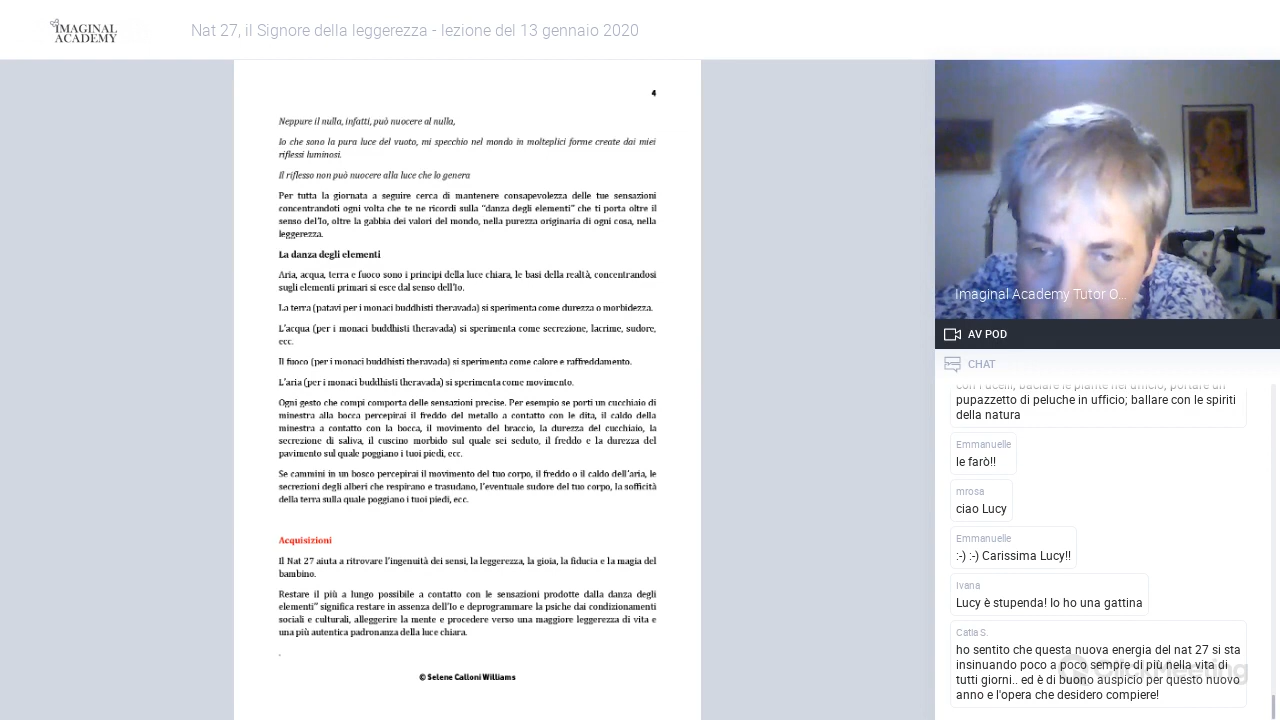 IMAGINAL
ACADEMY
Nat 27, il Signore della leggerezza - lezione del 13 gennaio 2020
4
Neppure il nulla, infatti, può nuocere al nulla,
Io che sono la pura luce del vuoto, mi specchio nel mondo in molteplici forme create dai miei
riflessi luminosi.
Il riflesso non può nuocere alla luce che lo genera
Per tutta la giornata a seguire cerca di mantenere consapevolezza delle tue sensazioni
concentrandoti ogni volta che te ne ricordi sulla "danza degli elementi" che ti porta oltre il
senso del'Io, oltre la gabbia dei valori del mondo, nella purezza originaria di ogni cosa, nella
leggerezza.
La danza degli elementi
Aria, acqua, terra e fuoco sono i principi della luce chiara, le basi della realtà, concentrandosi
sugli elementi primari si esce dal senso dell'Io.
La terra (patavi per i monaci buddhisti theravada) si sperimenta come durezza o morbidezza.
L'acqua (per i monaci buddhisti theravada) si sperimenta come secrezione, lacrime, sudore,
ecc.
Il fuoco (per i monaci buddhisti theravada) si sperimenta come calore e raffreddamento.
L'aria (per i monaci buddhisti theravada) si sperimenta come movimento.
Ogni gesto che compi comporta delle sensazioni precise. Per esempio se porti un cucchiaio di
minestra alla bocca percepirai il freddo del metallo a contatto con le dita, il caldo della
minestra a contatto con la bocca, il movimento del braccio, la durezza del cucchiaio, la
secrezione di saliva, il cuscino morbido sul quale sei seduto, il freddo e la durezza del
pavimento sul quale poggiano i tuoi piedi, ecc.
Se cammini in un bosco percepirai il movimento del tuo corpo, il freddo o il caldo dell'aria, le
secrezioni degli alberi che respirano e trasudano, l'eventuale sudore del tuo corpo, la sofficità
della terra sulla quale poggiano i tuoi piedi, ecc.
Acquisizioni
Il Nat 27 aiuta a ritrovare l'ingenuità dei sensi, la leggerezza, la gioia, la fiducia e la magia del
bambino.
Restare il più a lungo possibile a contatto con le sensazioni prodotte dalla danza degli
elementi" significa restare in assenza dell'Io e deprogrammare la psiche dai condizionamenti
sociali e culturali, alleggerire la mente e procedere verso una maggiore leggerezza di vita e
una più autentica padronanza della luce chiara.
.
© Selene Calloni Williams
Imaginal Academy Tutor O...
AV POD
CHAT
con l'ucelli, baciare le piante nell'ufficio, portare un
pupazzetto di peluche in ufficio; ballare con le spiriti
della natura
Emmanuelle
le farò!!
mrosa
ciao Lucy
Emmanuelle
:-) :-) Carissima Lucy!!
Ivana
Lucy è stupenda! Io ho una gattina
Catia S.
ho sentito che questa nuova energia del nat 27 si sta
insinuando poco a poco sempre di più nella vita di
tutti giorni.. ed è di buono auspicio per questo nuovo
anno e l'opera che desidero compiere!
ClickMeeting